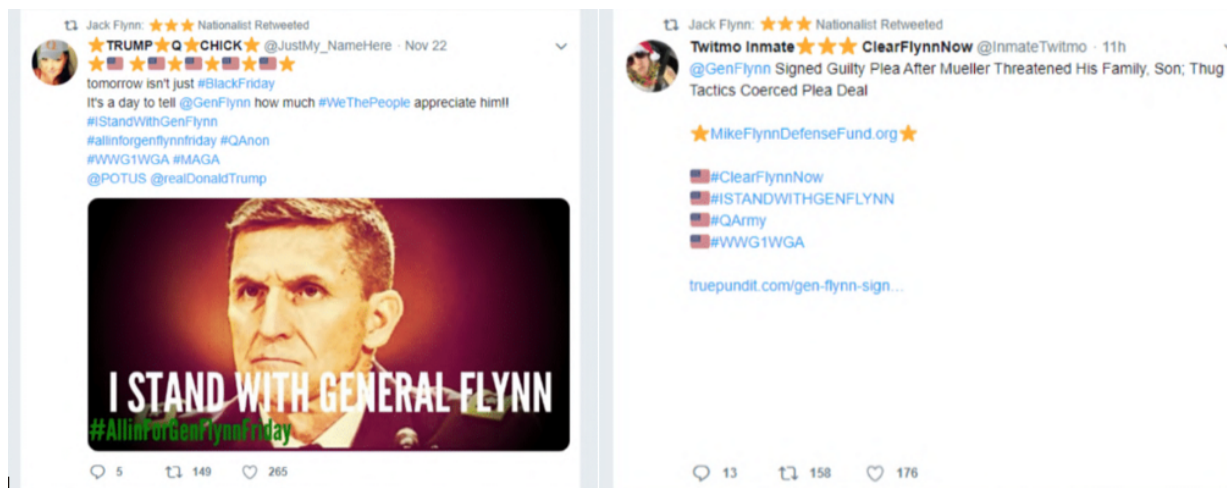 Jack Flynn: ⭐⭐⭐ Nationalist Retweeted
⭐TRUMP⭐Q⭐CHICK⭐ @JustMy_NameHere · Nov 22
⭐🇺🇸 ⭐🇺🇸⭐🇺🇸⭐🇺🇸⭐🇺🇸⭐
tomorrow isn't just #BlackFriday
It's a day to tell @GenFlynn how much #WeThePeople appreciate him!!
#IStandWithGenFlynn
#allinforgenflynnfriday #QAnon
#WWG1WGA #MAGA
@POTUS @realDonaldTrump
I STAND WITH GENERAL FLYNN
#AllinForGenFlynnFriday
5 149 265
Jack Flynn: ⭐⭐⭐ Nationalist Retweeted
Twitmo Inmate⭐⭐⭐ ClearFlynnNow @InmateTwitmo · 11h
@GenFlynn Signed Guilty Plea After Mueller Threatened His Family, Son; Thug
Tactics Coerced Plea Deal
⭐MikeFlynnDefenseFund.org⭐
🇺🇸#ClearFlynnNow
🇺🇸#ISTANDWITHGENFLYNN
🇺🇸#QArmy
🇺🇸#WWG1WGA
truepundit.com/gen-flynn-sign…
13 158 176